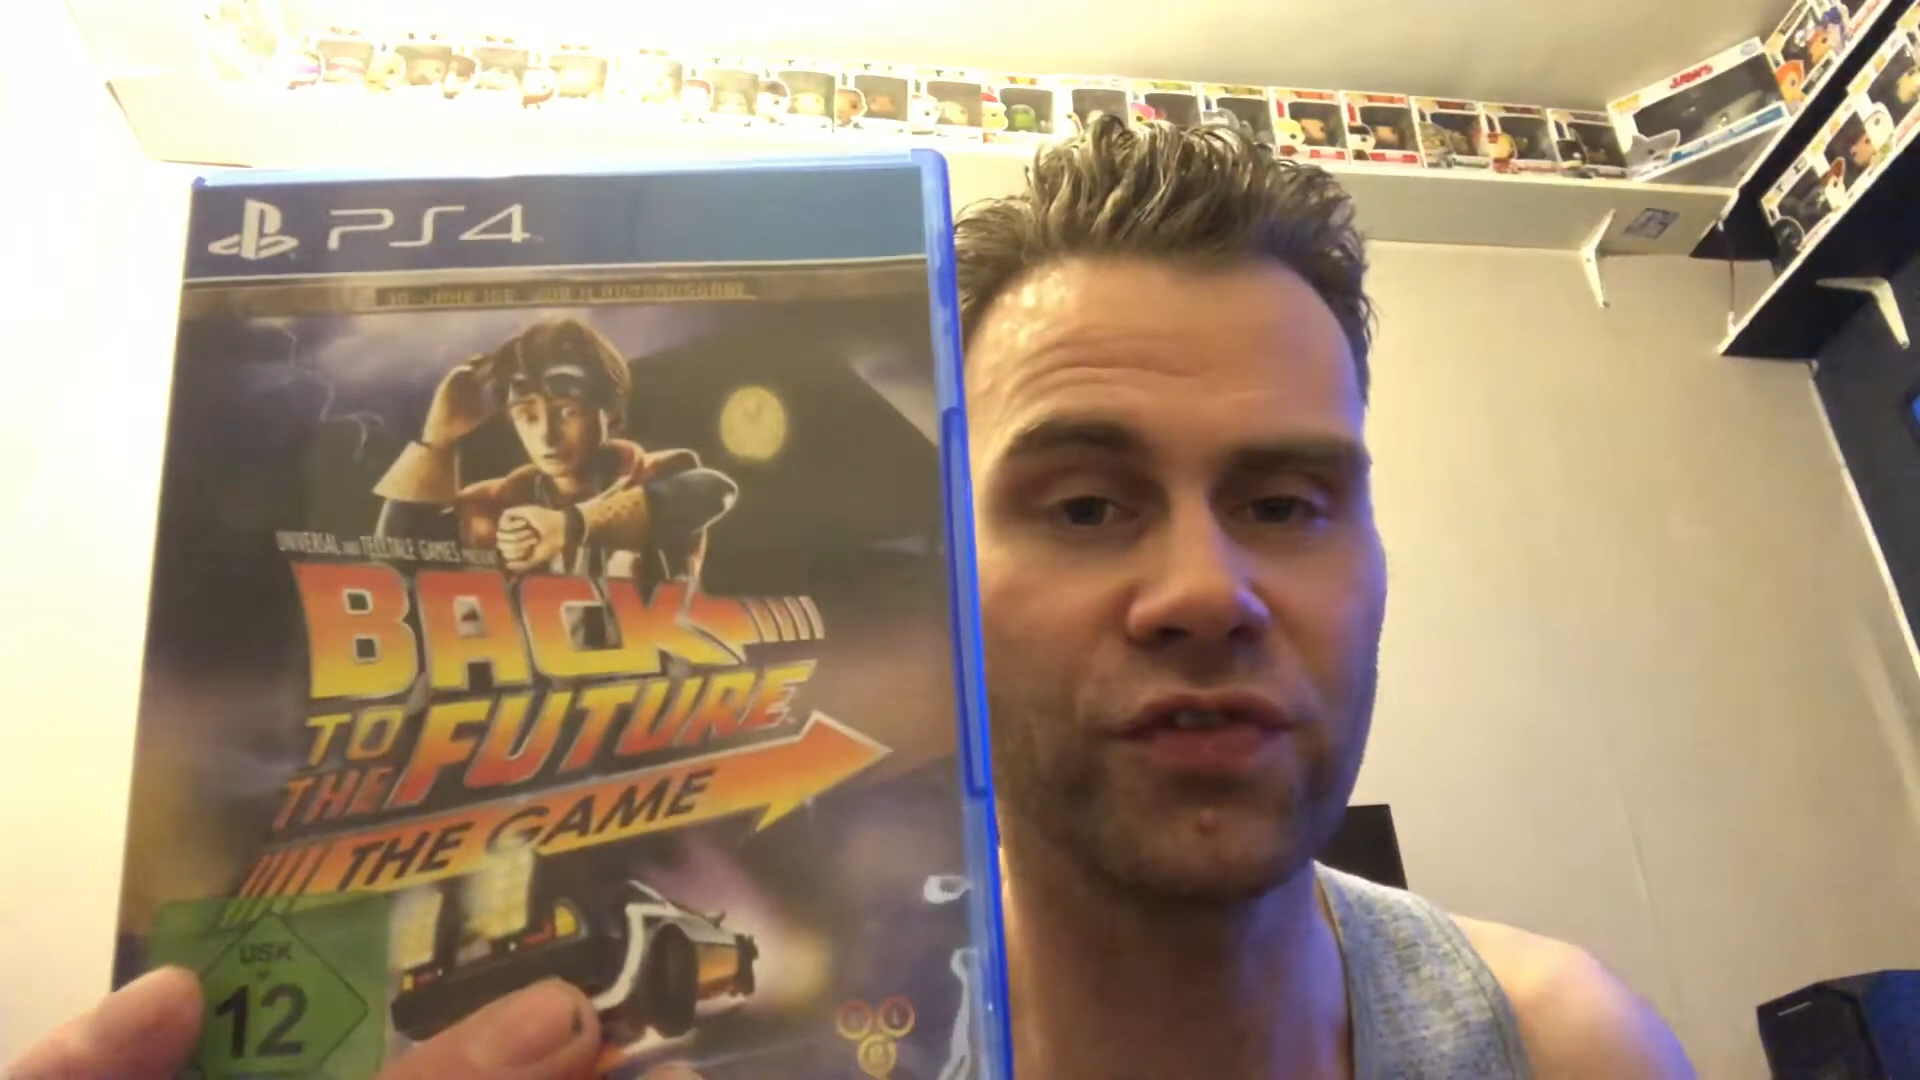 PS4
UNIVERSAL AND TELLTALE GAMES PRESENT
BACK
TO
THE FUTURE
THE GAME
USK
12
JAWS